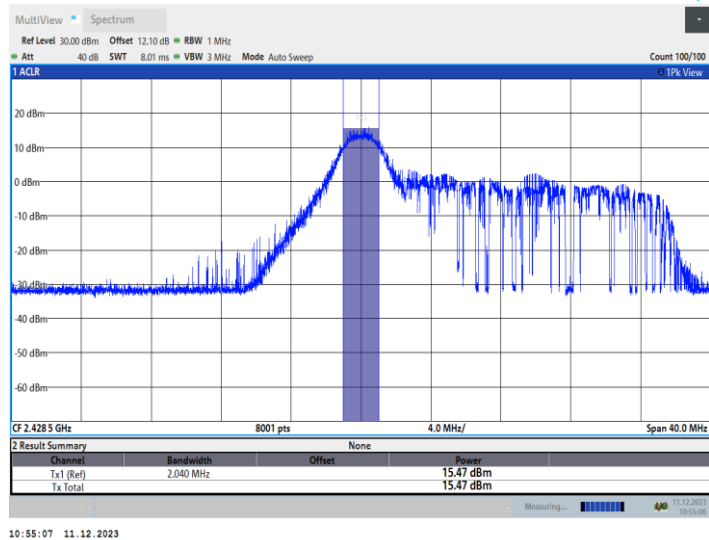 MultiView Spectrum
Ref Level 30.00 dBm Offset 12.10 dB RBW 1 MHz
Att 40 dB SWT 8.01 ms VBW 3 MHz Mode Auto Sweep Count 100/100
1 ACLR 1Pk View
20 dBm
10 dBm
0 dBm
-10 dBm
-20 dBm
-30 dBm
-40 dBm
-50 dBm
-60 dBm
CF 2.428 5 GHz 8001 pts 4.0 MHz/ Span 40.0 MHz
2 Result Summary None
Channel Bandwidth Offset Power
Tx1 (Ref) 2.040 MHz 15.47 dBm
Tx Total 15.47 dBm
Measuring... 11.12.2023
10:55:06
10:55:07 11.12.2023